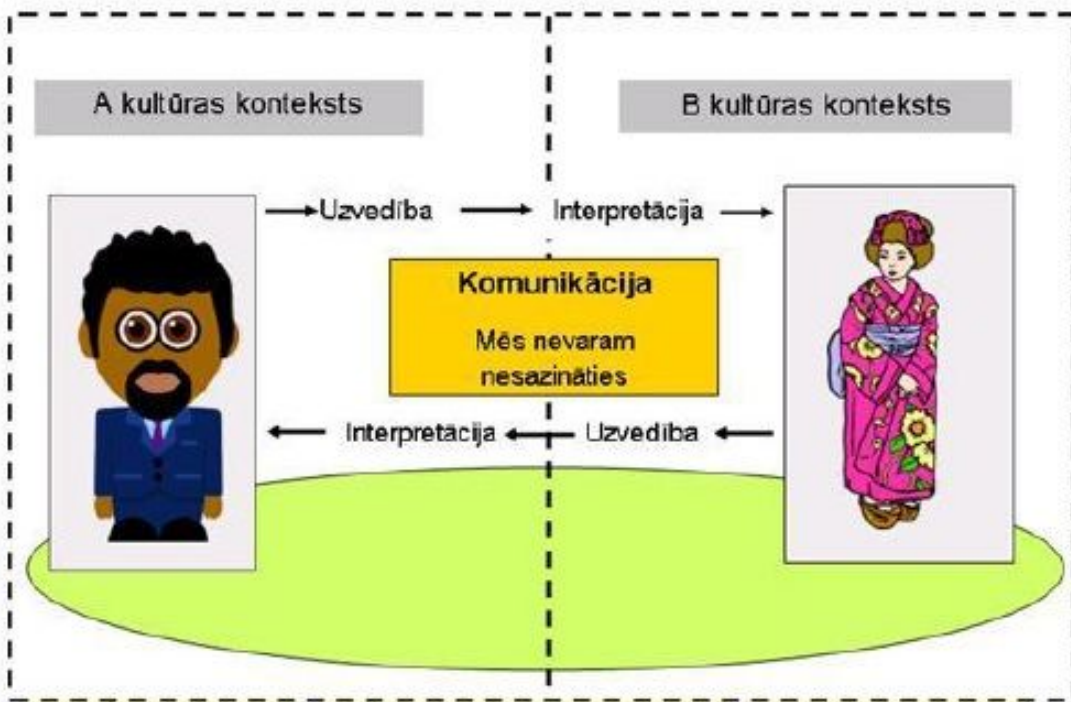 A kultūras konteksts
B kultūras konteksts
Uzvedība
Interpretācija
Komunikācija
Mēs nevaram
nesazināties
Interpretācija
Uzvedība